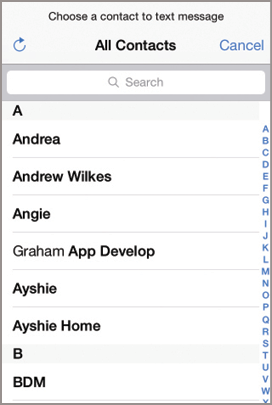 Choose a contact to text message
All Contacts
Cancel
Search
A
Andrea
Andrew Wilkes
Angie
Graham App Develop
Ayshie
Ayshie Home
B
BDM
A
B
C
D
E
F
G
H
I
J
K
L
M
N
O
P
Q
R
S
T
U
V
W
X